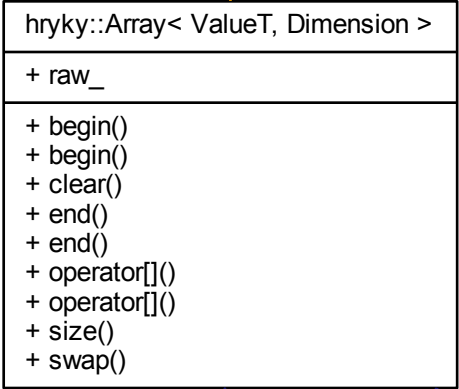 hryky::Array< ValueT, Dimension >
+ raw_
+ begin()
+ begin()
+ clear()
+ end()
+ end()
+ operator[]()
+ operator[]()
+ size()
+ swap()